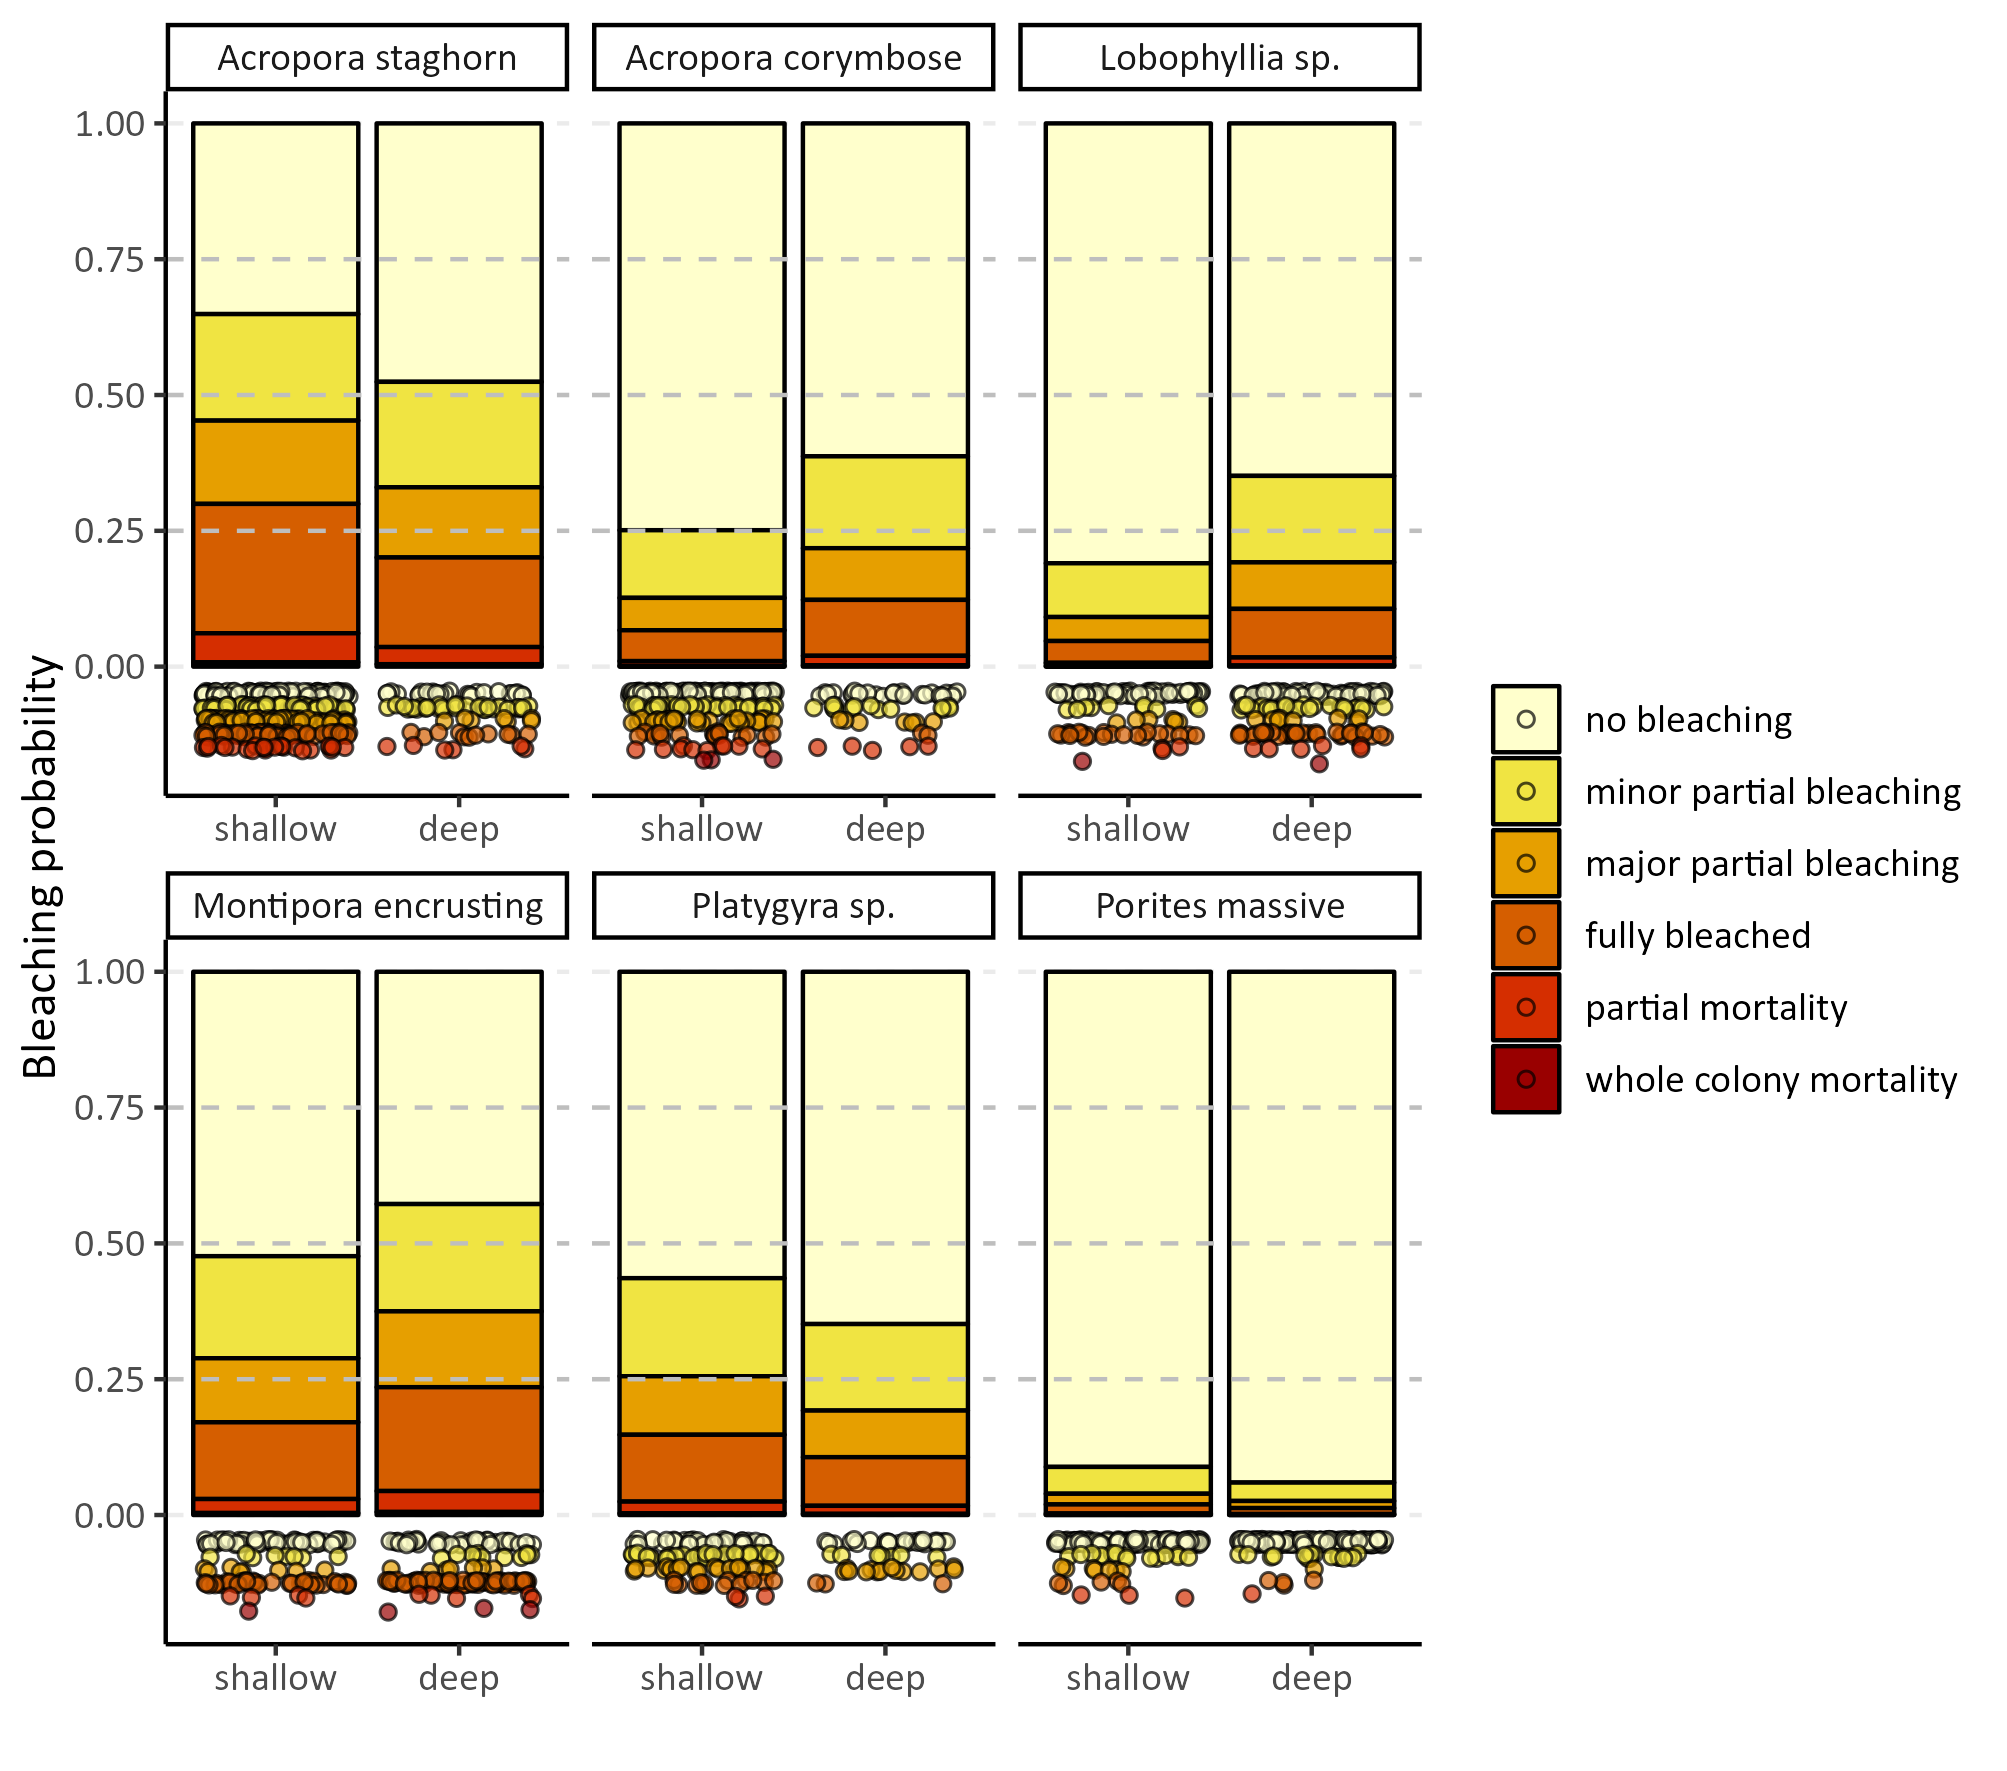 Acropora staghorn
Acropora corymbose
Lobophyllia sp.
1.00
0.75
0.50
0.25
0.00
shallow
deep
shallow
deep
shallow
deep
Bleaching probability
Montipora encrusting
Platygyra sp.
Porites massive
1.00
0.75
0.50
0.25
0.00
shallow
deep
shallow
deep
shallow
deep
no bleaching
minor partial bleaching
major partial bleaching
fully bleached
partial mortality
whole colony mortality